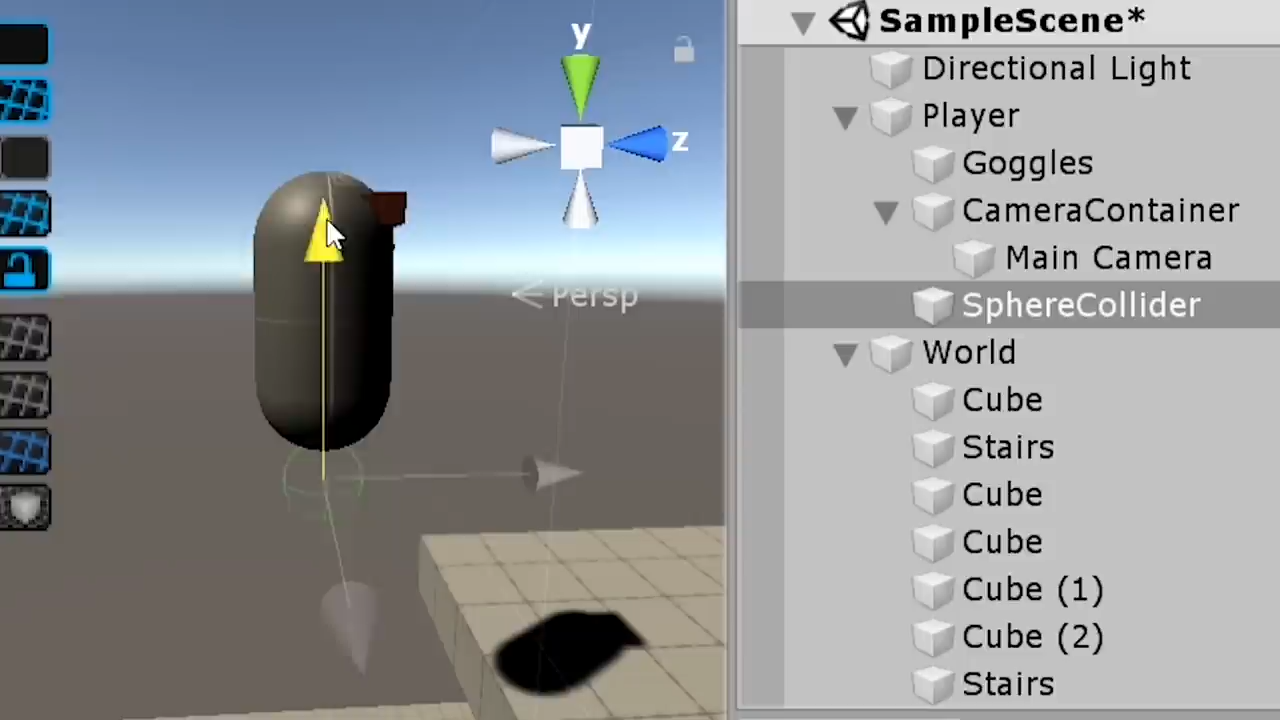 y
z
Persp
SampleScene*
Directional Light
Player
Goggles
CameraContainer
Main Camera
SphereCollider
World
Cube
Stairs
Cube
Cube
Cube (1)
Cube (2)
Stairs